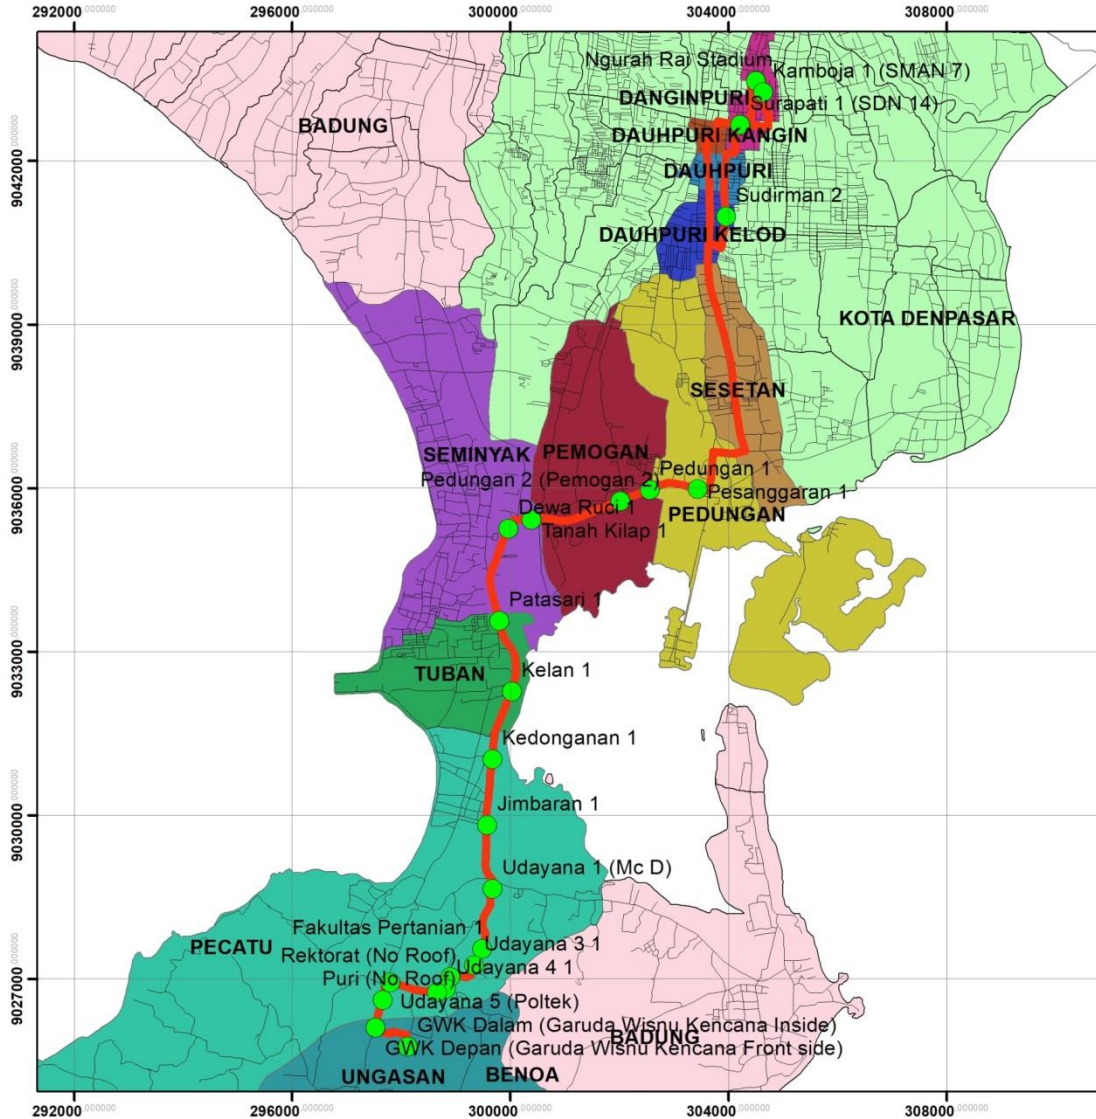 292000.000000 296000.000000 300000.000000 304000.000000 308000.000000
Ngurah Rai Stadium
Kamboja 1 (SMAN 7)
DANGINPURI
Surapati 1 (SDN 14)
BADUNG
DAUHPURI KANGIN
9042000.000000
DAUHPURI
Sudirman 2
DAUHPURI KELOD
9039000.000000
KOTA DENPASAR
SESETAN
SEMINYAK
PEMOGAN
Pedungan 1
Pedungan 2 (Pemogan 2)
9036000.000000
Pesanggaran 1
Dewa Ruci 1
PEDUNGAN
Tanah Kilap 1
Patasari 1
9033000.000000
TUBAN
Kelan 1
Kedonganan 1
Jimbaran 1
9030000.000000
Udayana 1 (Mc D)
Fakultas Pertanian 1
PECATU
Udayana 3 1
Rektorat (No Roof)
Udayana 4 1
Puri (No Roof)
9027000.000000
Udayana 5 (Poltek)
GWK Dalam (Garuda Wisnu Kencana Inside)
BADUNG
GWK Depan (Garuda Wisnu Kencana Front side)
UNGASAN
BENOA
292000.000000 296000.000000 300000.000000 304000.000000 308000.000000